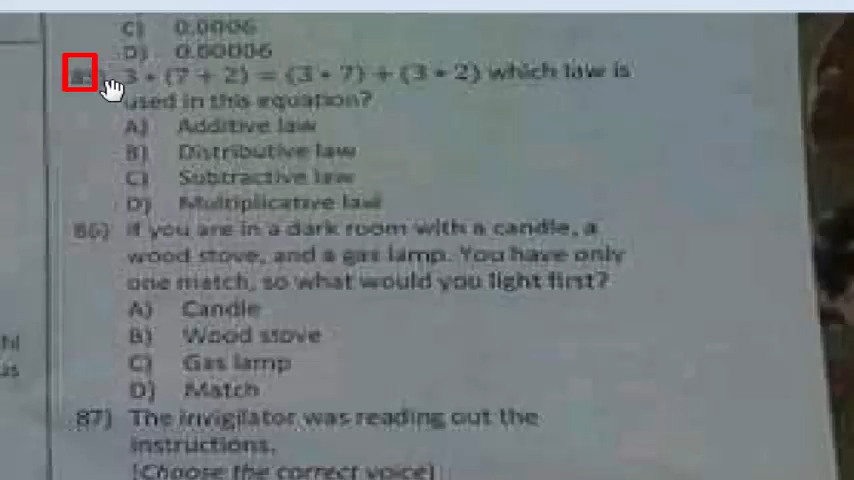 C) 0.0006
D) 0.00006
85) 3 * (7 + 2) = (3 * 7) + (3 * 2) which law is
used in this equation?
A) Additive law
B) Distributive law
C) Subtractive law
D) Multiplicative law
86) If you are in a dark room with a candle, a
wood stove, and a gas lamp. You have only
one match, so what would you light first?
A) Candle
B) Wood stove
C) Gas lamp
D) Match
87) The invigilator was reading out the
instructions.
[Choose the correct voice]